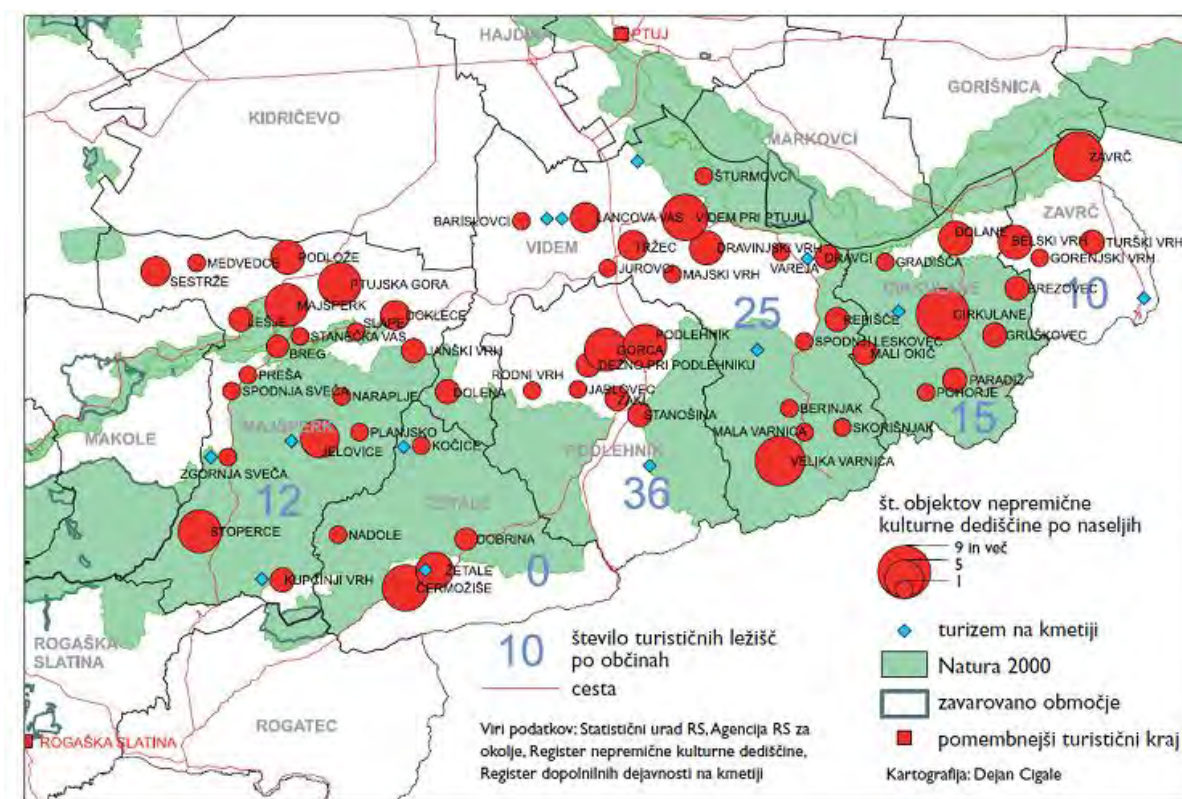 HAJDINA
PTUJ
GORIŠNICA
KIDRIČEVO
MARKOVCI
ZAVRČ
ŠTURMOVCI
BARISLOVCI
LANCOVA VAS
VIDEM PRI PTUJU
ZAVRČ
VIDEM
TRŽEC
DRAVINJSKI VRH
DOLANE
BELSKI VRH
TURŠKI VRH
MEDVEDCE
PODLOŽE
JUROVCI
MAJSKI VRH
VAREJA
DRAVCI
GRADIŠČA
GORENJSKI VRH
SESTRŽE
PTUJSKA GORA
CIRKULANE
BREZOVEC
10
MAJŠPERK
25
CIRKULANE
LEŠJE
SLAPE
DOKLECE
REBIŠČE
GRUŠKOVEC
STANEČKA VAS
PODLEHNIK
SPODNJI LESKOVEC
BREG
JANŠKI VRH
GORCA
MALI OKIČ
DEŽNO PRI PODLEHNIKU
PREŠA
RODNI VRH
PARADIŽ
SPODNJA SVEČA
NARAPLJE
DOLENA
JABLOVEC
POHORJE
ZAKL
BERINJAK
15
MAJŠPERK
STANOŠINA
MAKOLE
PLANJSKO
MALA VARNICA
SKORIŠNJAK
JELOVICE
KOČICE
PODLEHNIK
ZGORNJA SVEČA
VELIKA VARNICA
12
36
ŽETALE
STOPERCE
NADOLE
DOBRINA
0
KUPČINJI VRH
ŽETALE
ČERMOŽIŠE
ROGAŠKA
SLATINA
ROGATEC
ROGAŠKA SLATINA
10
število turističnih ležišč
po občinah
cesta
Viri podatkov: Statistični urad RS, Agencija RS za
okolje, Register nepremične kulturne dediščine,
Register dopolnilnih dejavnosti na kmetiji
št. objektov nepremične
kulturne dediščine po naseljih
9 in več
5
1
turizem na kmetiji
Natura 2000
zavarovano območje
pomembnejši turistični kraj
Kartografija: Dejan Cigale